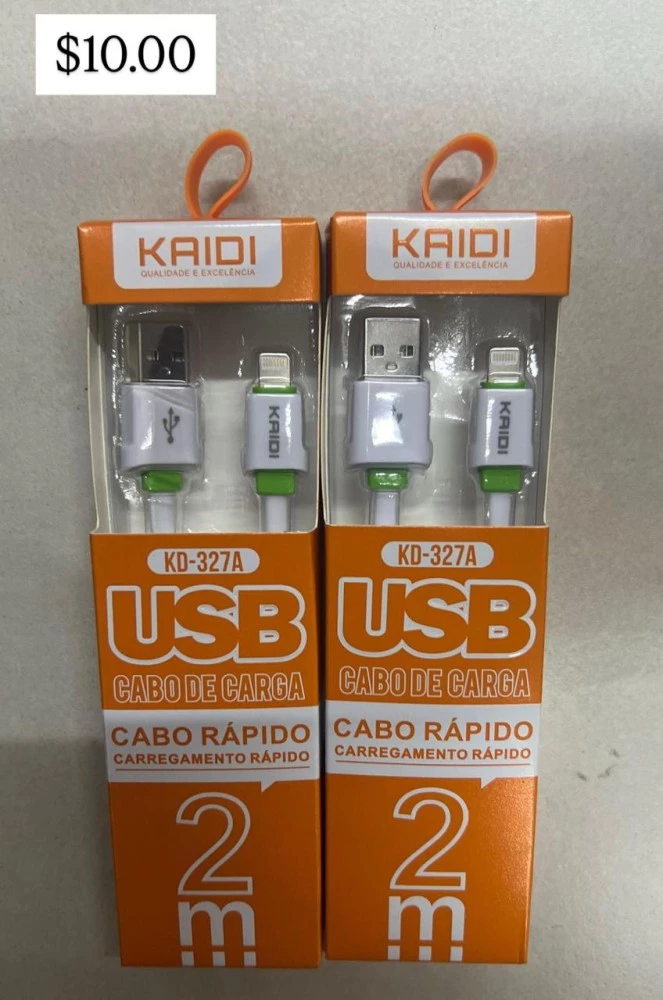 $10.00
KAIDI
QUALIDADE E EXCELÊNCIA
KAIDI
KD-327A
USB
CABO DE CARGA
CABO RÁPIDO
CARREGAMENTO RÁPIDO
2
m
KAIDI
QUALIDADE E EXCELÊNCIA
KAIDI
KD-327A
USB
CABO DE CARGA
CABO RÁPIDO
CARREGAMENTO RÁPIDO
2
m